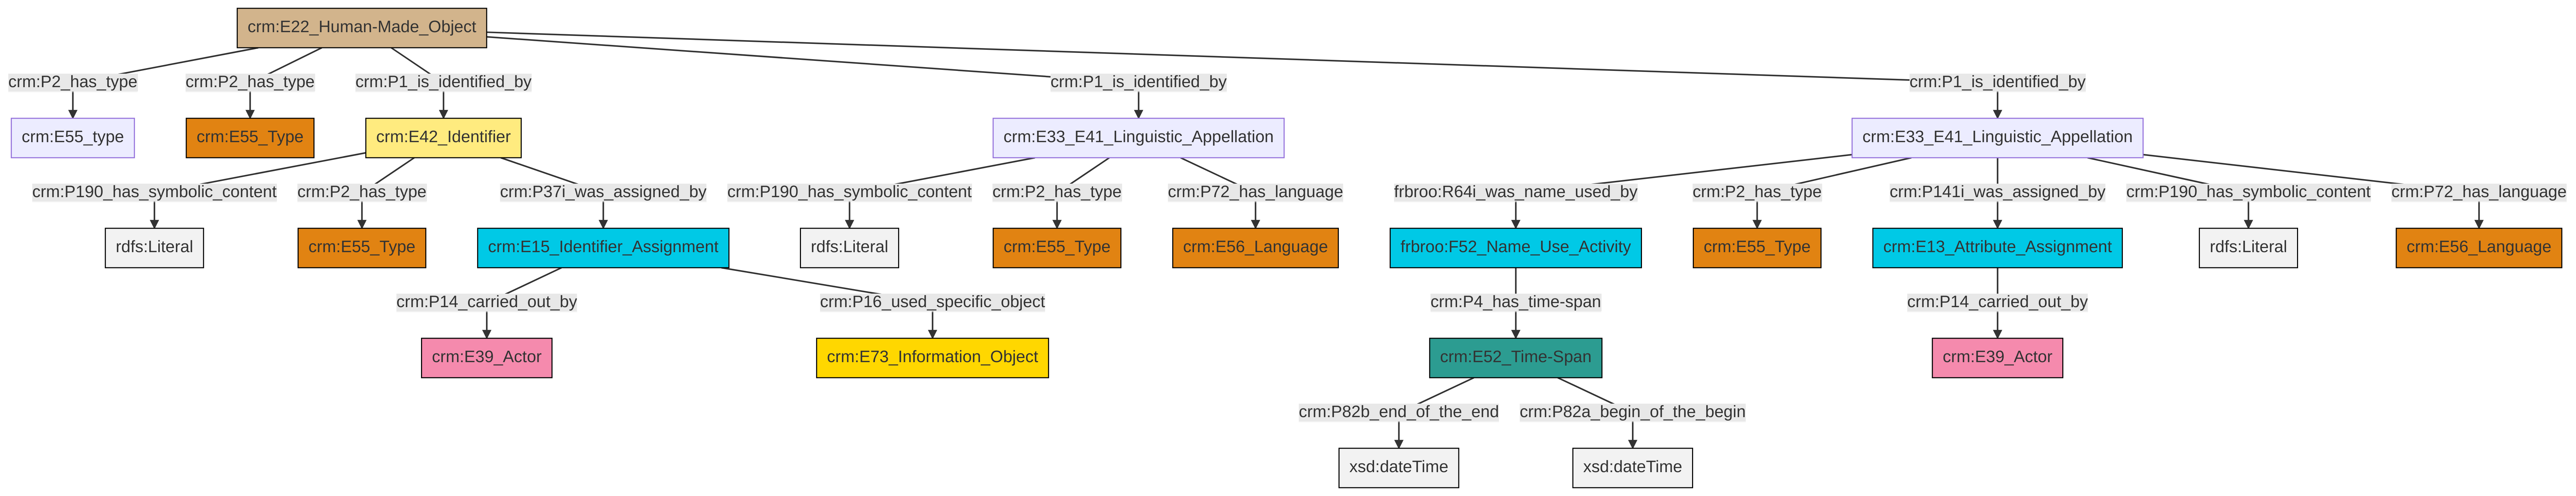 crm:E22_Human-Made_Object
crm:P2_has_type
crm:P2_has_type
crm:P1_is_identified_by
crm:P1_is_identified_by
crm:P1_is_identified_by
crm:E55_type
crm:E55_Type
crm:E42_Identifier
crm:E33_E41_Linguistic_Appellation
crm:E33_E41_Linguistic_Appellation
crm:P190_has_symbolic_content
crm:P2_has_type
crm:P37i_was_assigned_by
crm:P190_has_symbolic_content
crm:P2_has_type
crm:P72_has_language
frbroo:R64i_was_name_used_by
crm:P2_has_type
crm:P141i_was_assigned_by
crm:P190_has_symbolic_content
crm:P72_has_language
rdfs:Literal
crm:E55_Type
crm:E15_Identifier_Assignment
rdfs:Literal
crm:E55_Type
crm:E56_Language
frbroo:F52_Name_Use_Activity
crm:E55_Type
crm:E13_Attribute_Assignment
rdfs:Literal
crm:E56_Language
crm:P14_carried_out_by
crm:P16_used_specific_object
crm:P4_has_time-span
crm:P14_carried_out_by
crm:E39_Actor
crm:E73_Information_Object
crm:E52_Time-Span
crm:E39_Actor
crm:P82b_end_of_the_end
crm:P82a_begin_of_the_begin
xsd:dateTime
xsd:dateTime